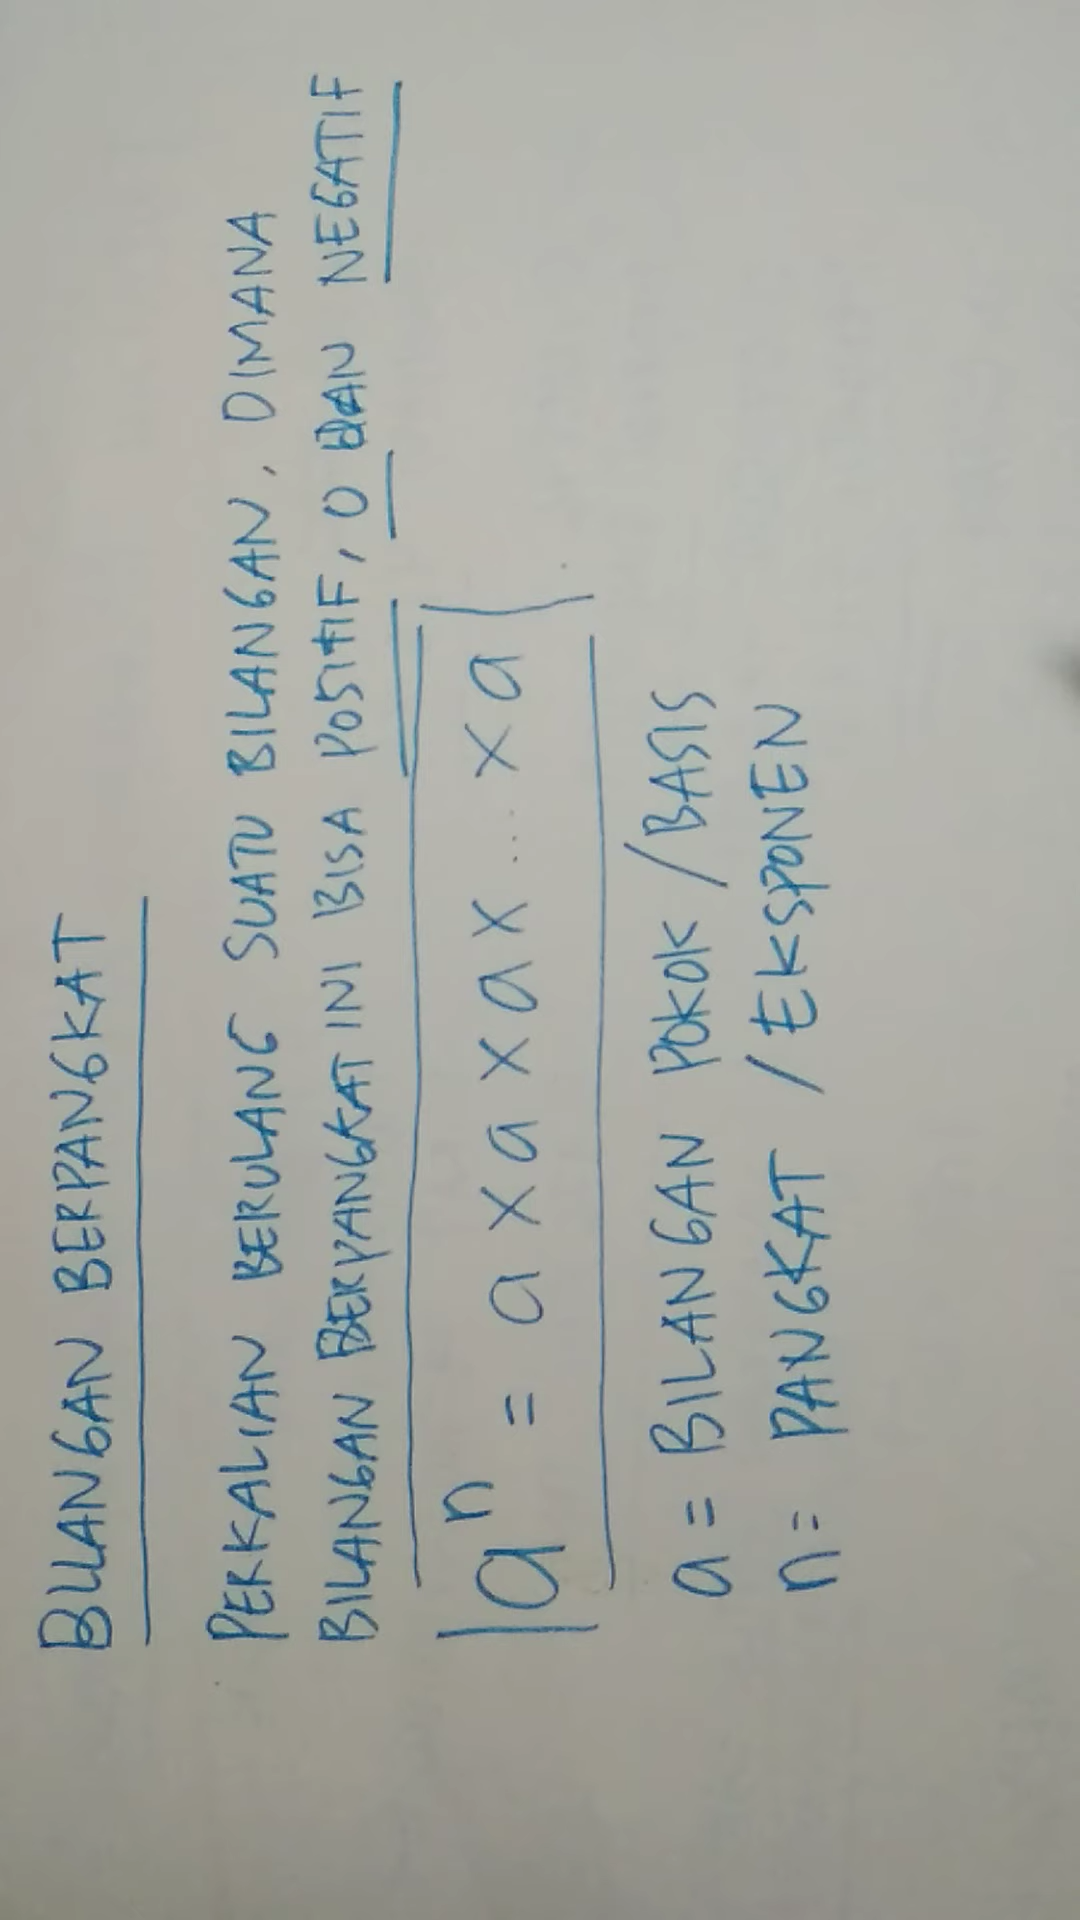 BILANGAN BERPANGKAT
PERKALIAN BERULANG SUATU BILANGAN, DIMANA
BILANGAN BERPANGKAT INI BISA POSITIF, 0 DAN NEGATIF
aⁿ = a x a x a x ... x a
a = BILANGAN POKOK / BASIS
n = PANGKAT / EKSPONEN